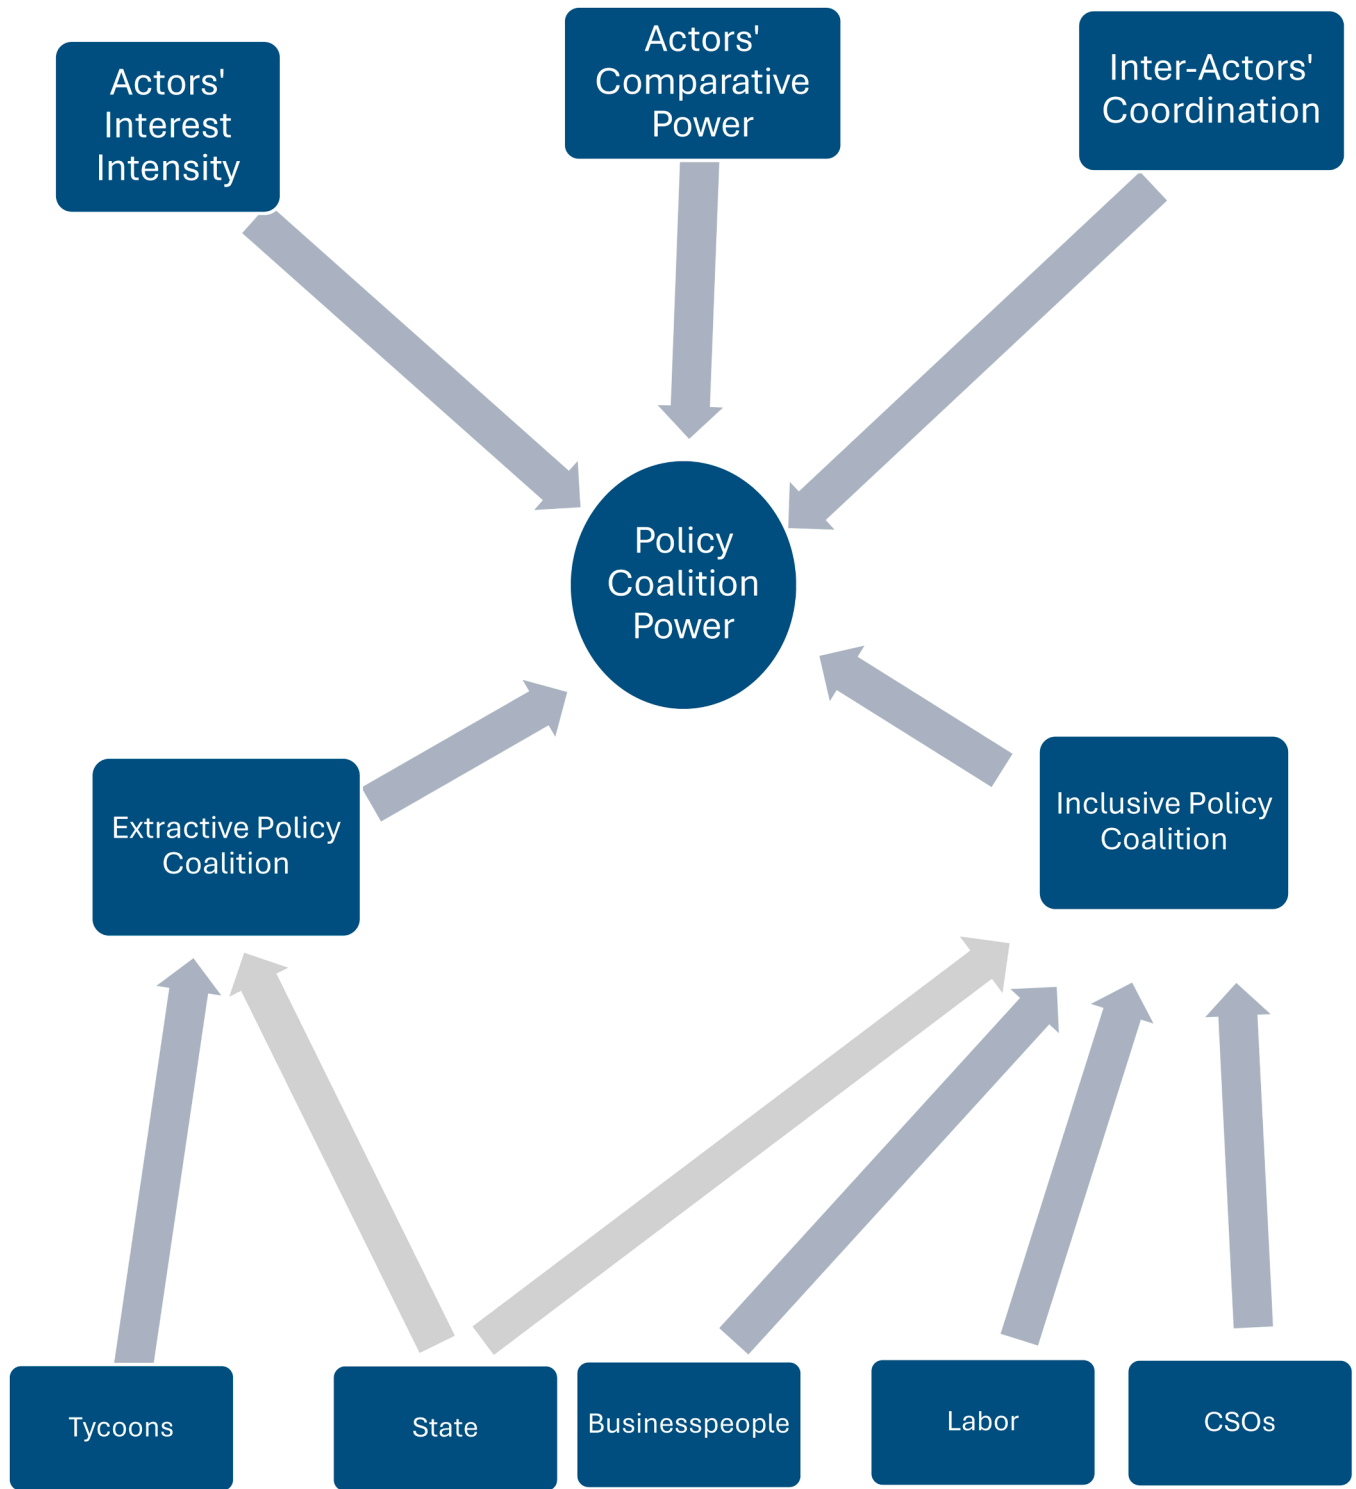 Actors'
Interest
Intensity
Actors'
Comparative
Power
Inter-Actors'
Coordination
Policy
Coalition
Power
Extractive Policy
Coalition
Inclusive Policy
Coalition
Tycoons
State
Businesspeople
Labor
CSOs